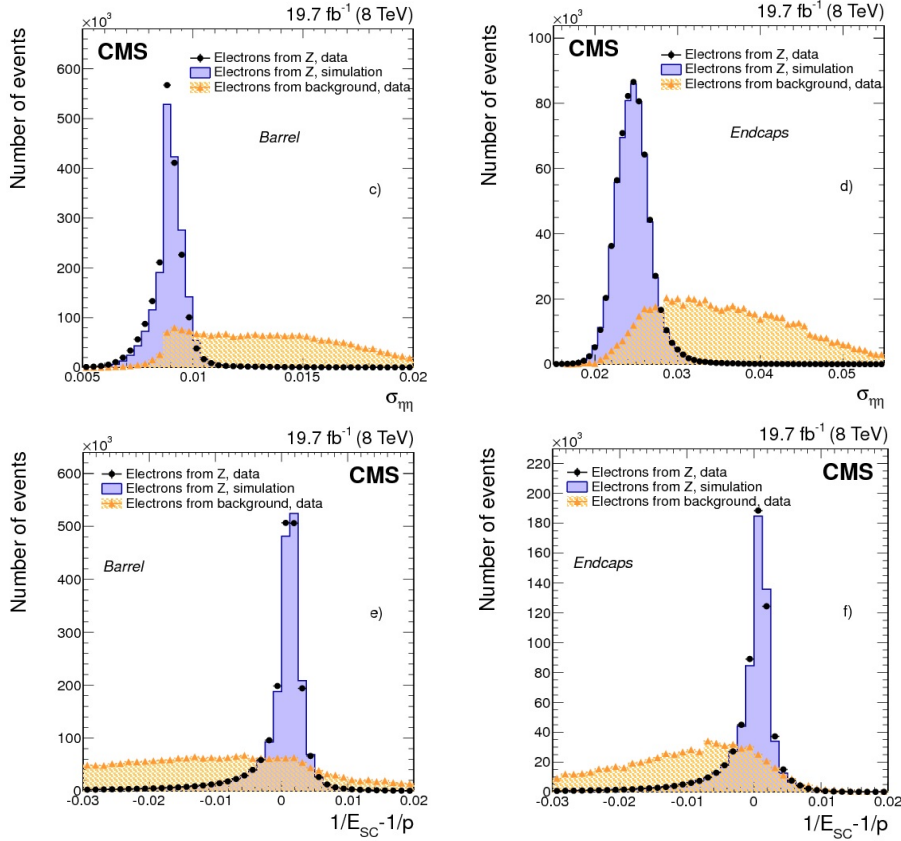 19.7 fb⁻¹ (8 TeV)
×10³
CMS
Electrons from Z, data
Electrons from Z, simulation
Electrons from background, data
Number of events
Barrel
c)
600
500
400
300
200
100
0
0.005 0.01 0.015 0.02
σηη
19.7 fb⁻¹ (8 TeV)
×10³
CMS
Electrons from Z, data
Electrons from Z, simulation
Electrons from background, data
Number of events
Endcaps
d)
100
80
60
40
20
0
0.02 0.03 0.04 0.05
σηη
19.7 fb⁻¹ (8 TeV)
×10³
CMS
Electrons from Z, data
Electrons from Z, simulation
Electrons from background, data
Number of events
Barrel
e)
600
500
400
300
200
100
0
-0.03 -0.02 -0.01 0 0.01 0.02
1/E_SC-1/p
19.7 fb⁻¹ (8 TeV)
×10³
CMS
Electrons from Z, data
Electrons from Z, simulation
Electrons from background, data
Number of events
Endcaps
f)
220
200
180
160
140
120
100
80
60
40
20
0
-0.03 -0.02 -0.01 0 0.01 0.02
1/E_SC-1/p